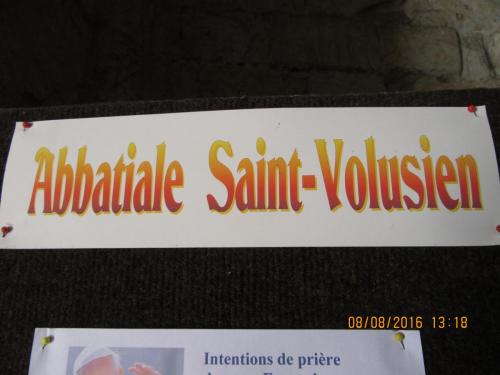 Abbatiale Saint-Volusien
08/08/2016 13:18
Intentions de prière